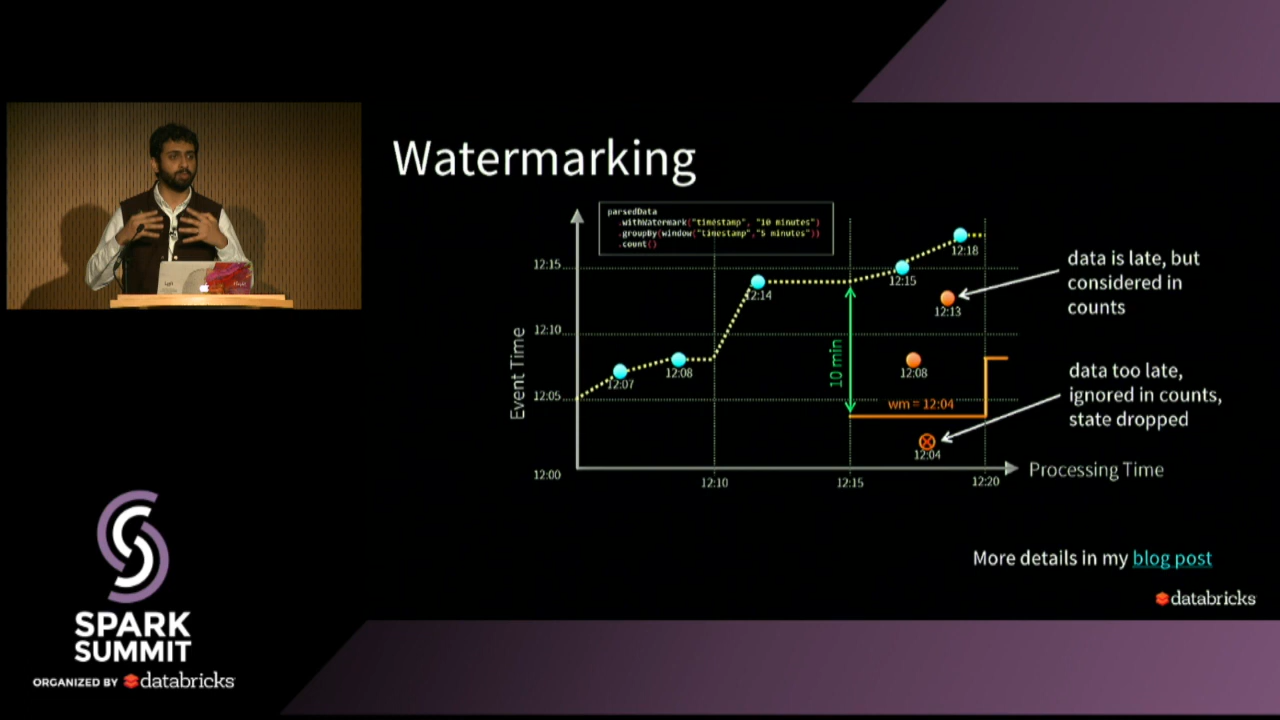 Watermarking
parsedData
.withWatermark("timestamp", "10 minutes")
.groupBy(window("timestamp","5 minutes"))
.count()
Event Time
12:15
12:10
12:05
12:00
12:07
12:08
12:14
12:15
12:18
12:13
12:08
10 min
wm = 12:04
12:04
12:10
12:15
12:20
Processing Time
data is late, but
considered in
counts
data too late,
ignored in counts,
state dropped
More details in my blog post
databricks
SPARK
SUMMIT
ORGANIZED BY databricks